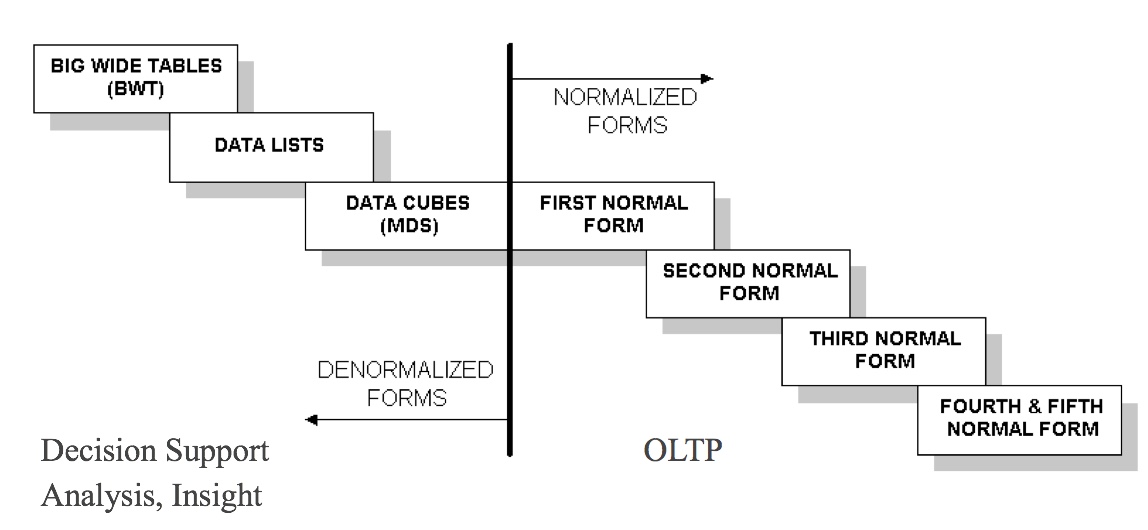 BIG WIDE TABLES
(BWT)
NORMALIZED
FORMS
DATA LISTS
DATA CUBES
(MDS)
FIRST NORMAL
FORM
SECOND NORMAL
FORM
THIRD NORMAL
FORM
DENORMALIZED
FORMS
FOURTH & FIFTH
NORMAL FORM
Decision Support
Analysis, Insight
OLTP